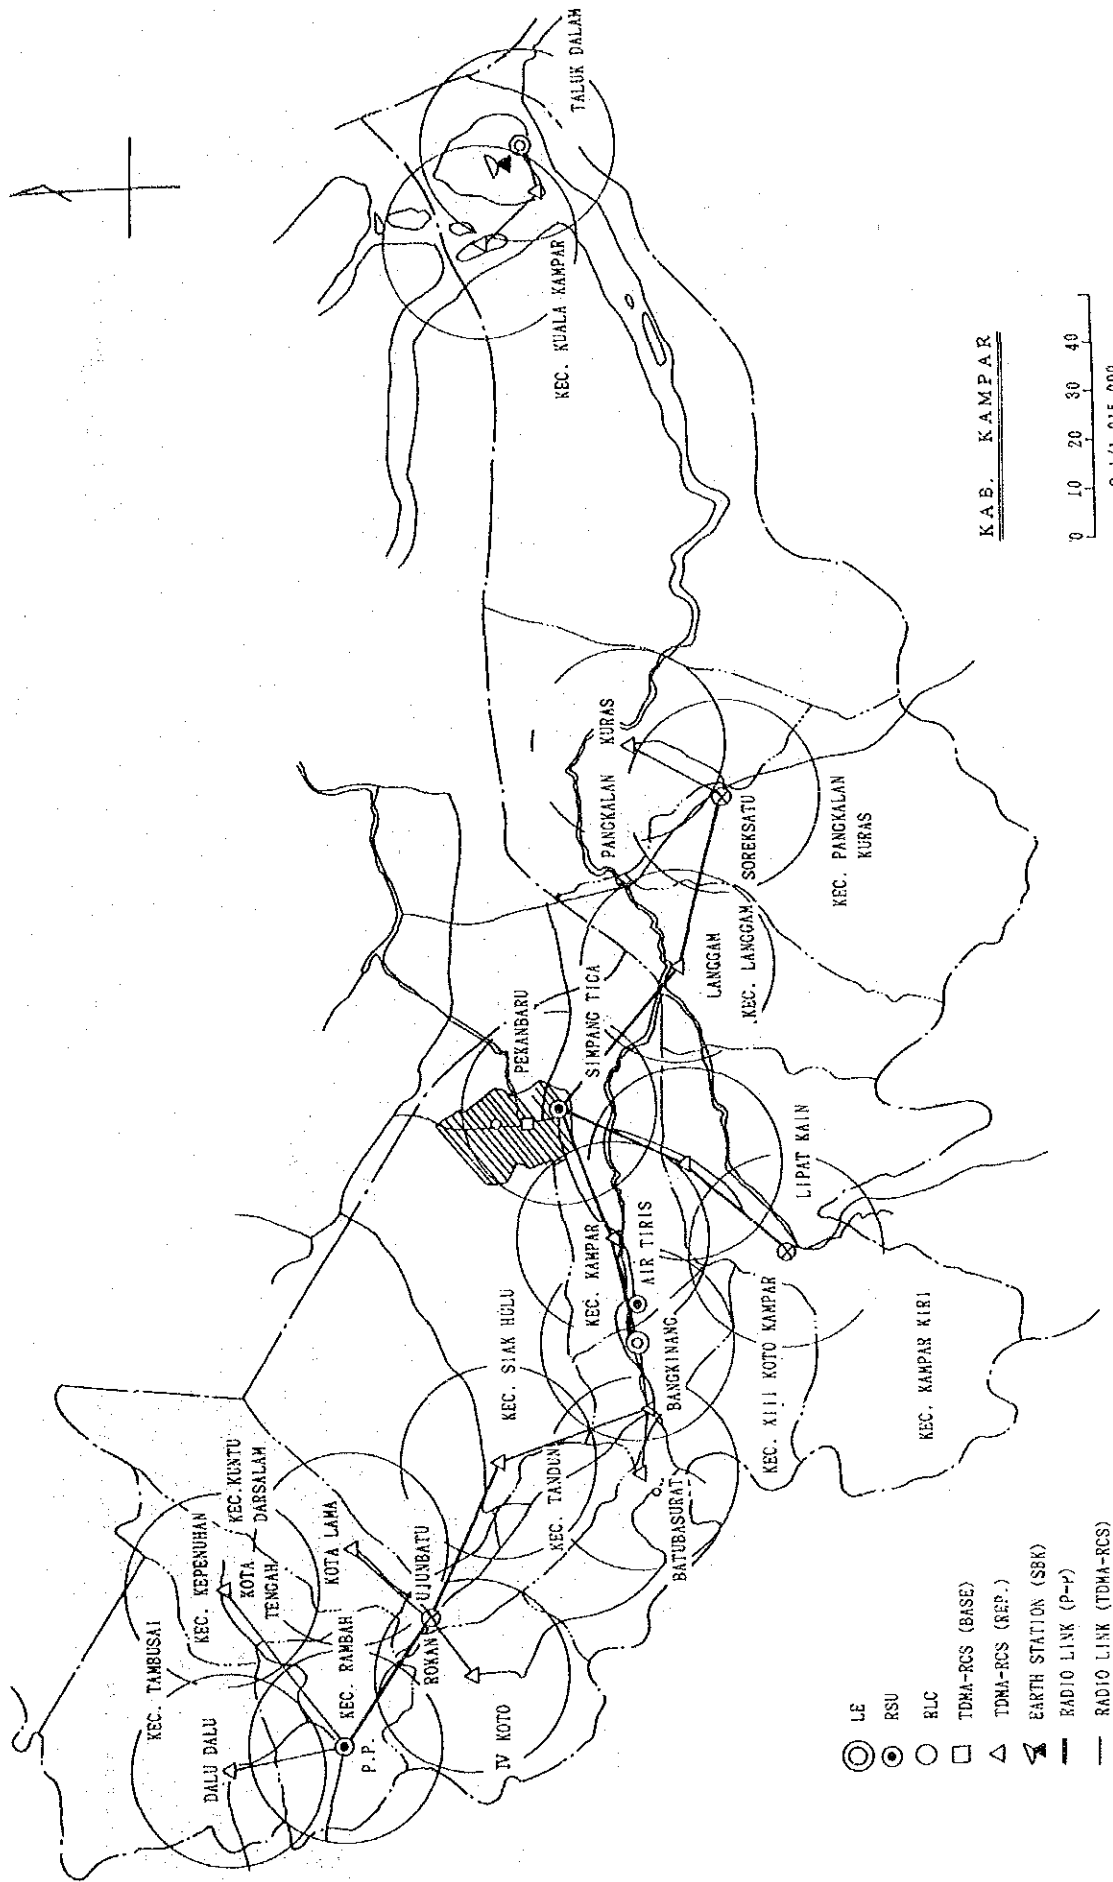 TALUK DALAM
KEC. KUALA KAMPAR
KAB. KAMPAR
0 10 20 30 40
PANGKALAN KURAS
SOREKSATU
KEC. PANGKALAN
KURAS
LANGGAM
KEC. LANGGAM
PEKANBARU
SIMPANG TIGA
LIPAT KAIN
KEC. KAMPAR
AIR TIRIS
KEC. SIAK HULU
BANGKINANG
KEC. XIII KOTO KAMPAR
KEC. KAMPAR KIRI
KEC. TANDUN
BATUBASURAT
KEC.KUNTU
DARSALAM
KEC. KEPENUHAN
KOTA
TENGAH
KOTA LAMA
UJUNBATU
ROKAN
KEC. TAMBUSAI
KEC. RAMBAH
DALU DALU
P.P.
IV KOTO
LE
RSU
RLC
TDMA-RCS (BASE)
TDMA-RCS (REP.)
EARTH STATION (SBK)
RADIO LINK (P-P)
RADIO LINK (TDMA-RCS)